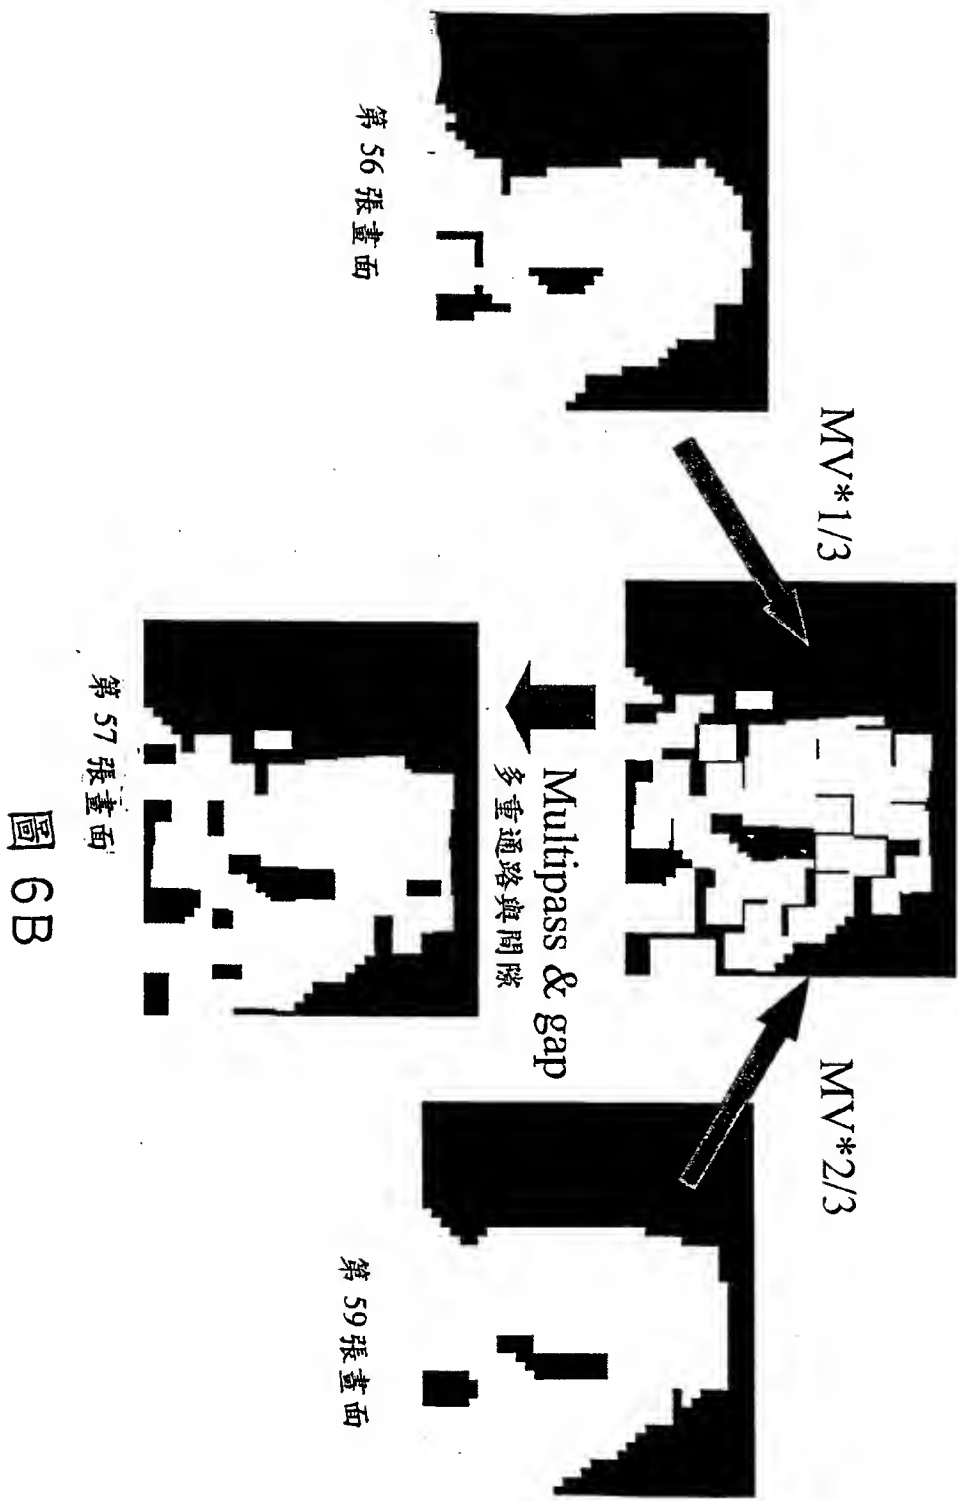 MV*1/3
MV*2/3
Multipass & gap
多重通路與間隙
第 56 張畫面
第 57 張畫面
第 59 張畫面
圖 6B